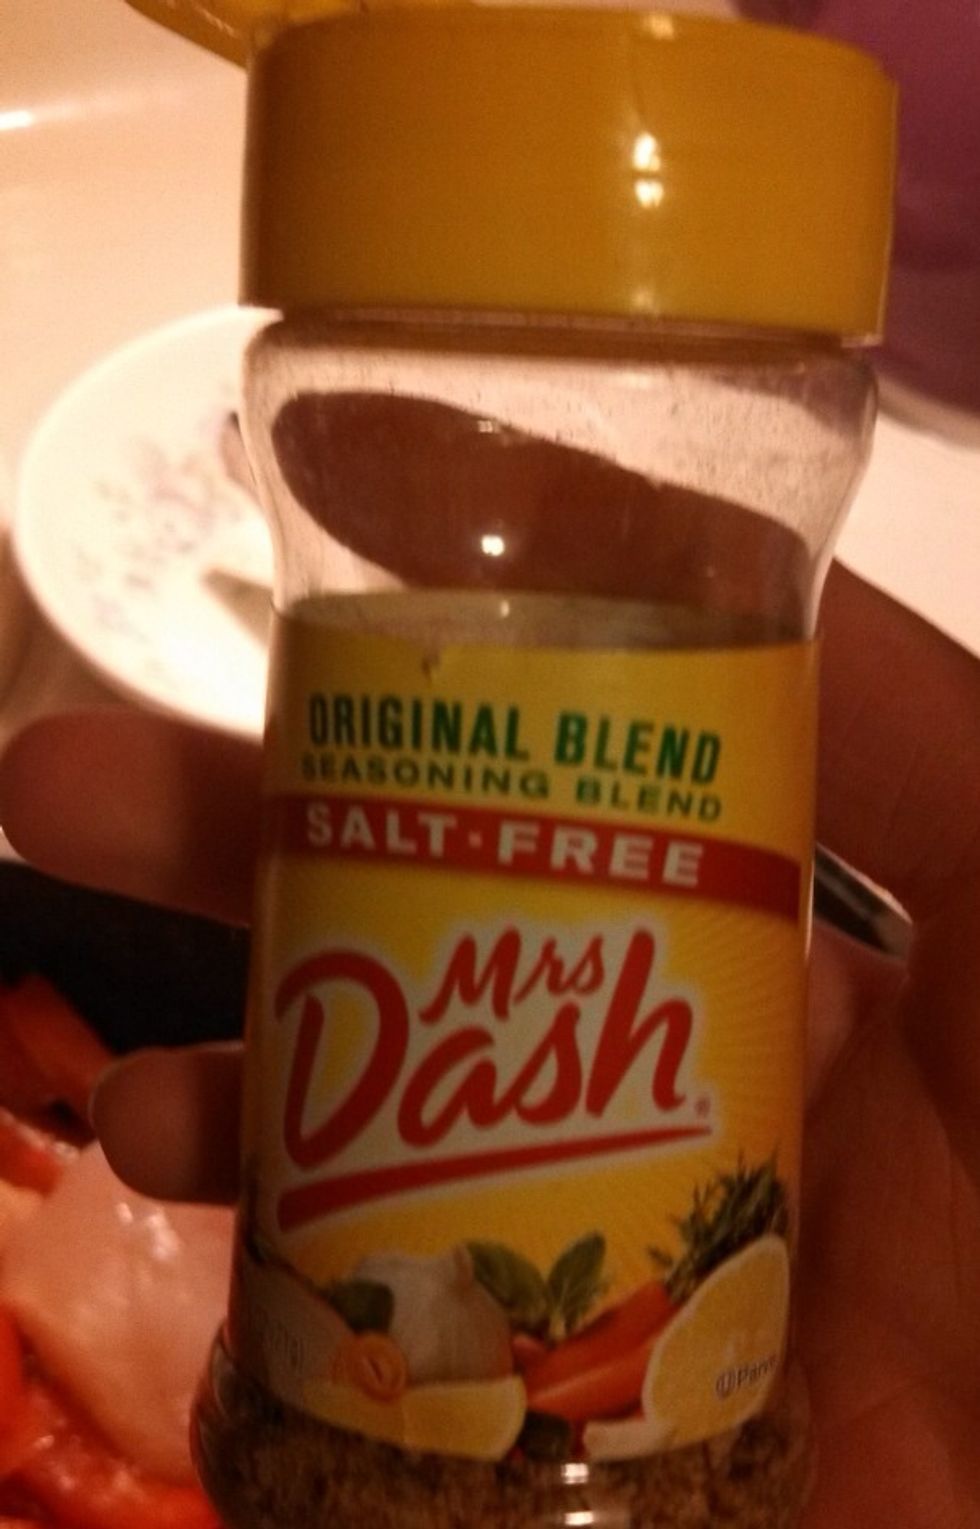 ORIGINAL BLEND
SEASONING BLEND
SALT·FREE
Mrs
Dash®
Ⓤ